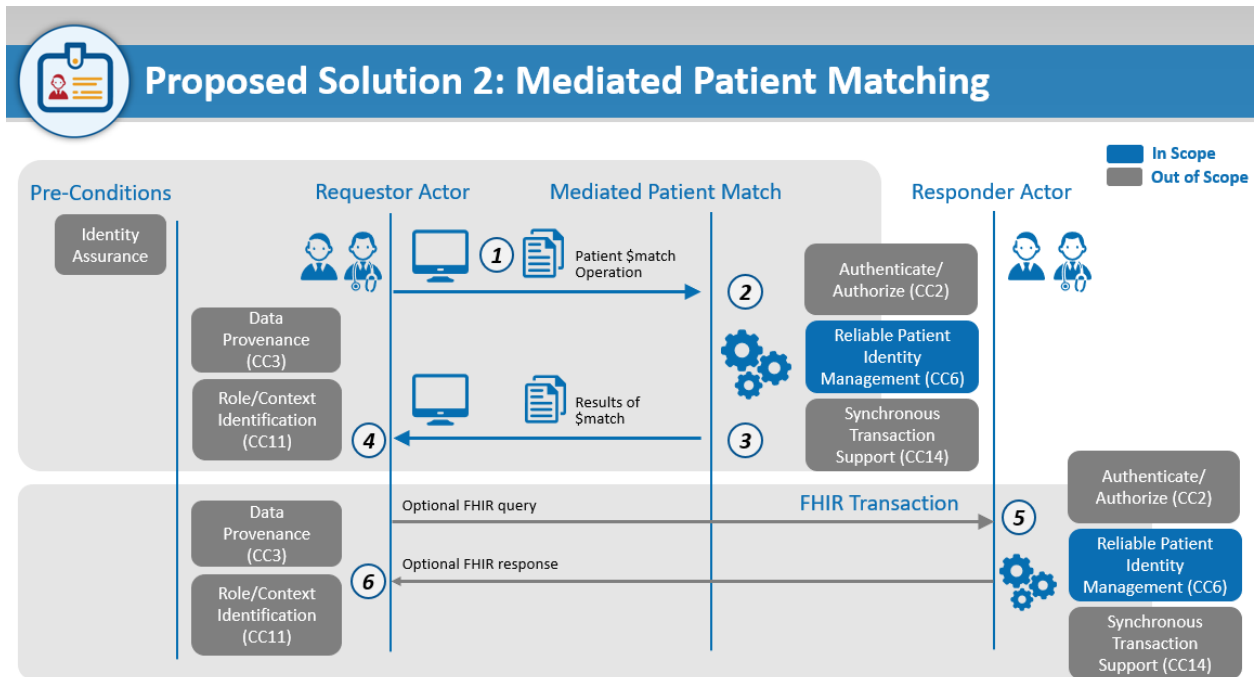 Proposed Solution 2: Mediated Patient Matching
In Scope
Out of Scope
Pre-Conditions
Requestor Actor
Mediated Patient Match
Responder Actor
Identity
Assurance
1
Patient $match
Operation
2
Authenticate/
Authorize (CC2)
Data
Provenance
(CC3)
Reliable Patient
Identity
Management (CC6)
Role/Context
Identification
(CC11)
4
Results of
$match
3
Synchronous
Transaction
Support (CC14)
Data
Provenance
(CC3)
Optional FHIR query
FHIR Transaction
5
Authenticate/
Authorize (CC2)
Optional FHIR response
6
Reliable Patient
Identity
Management (CC6)
Role/Context
Identification
(CC11)
Synchronous
Transaction
Support (CC14)